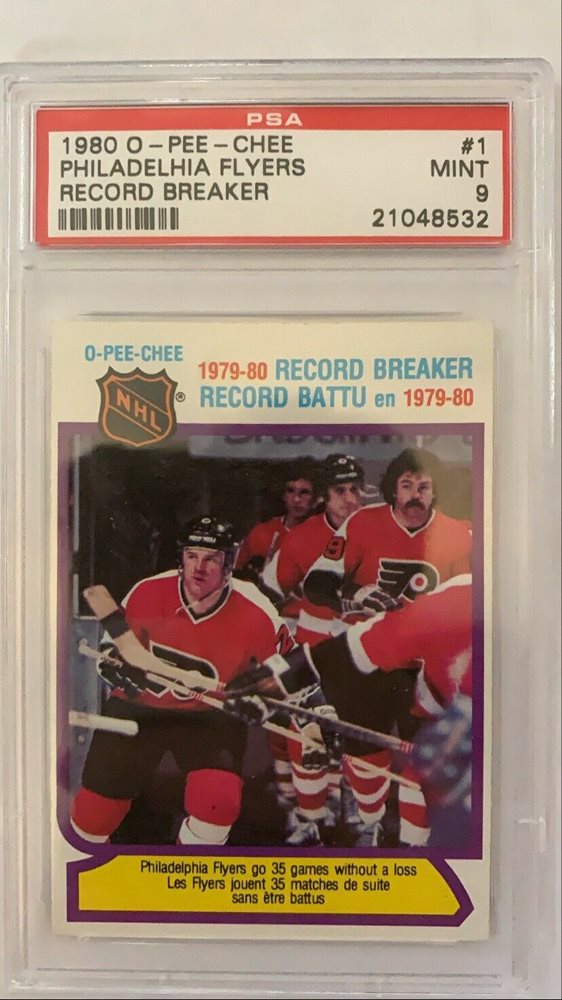 PSA
1980 O-PEE-CHEE #1
PHILADELHIA FLYERS MINT
RECORD BREAKER 9
21048532
O-PEE-CHEE
NHL ®
1979-80 RECORD BREAKER
RECORD BATTU en 1979-80
Philadelphia Flyers go 35 games without a loss
Les Flyers jouent 35 matches de suite
sans être battus